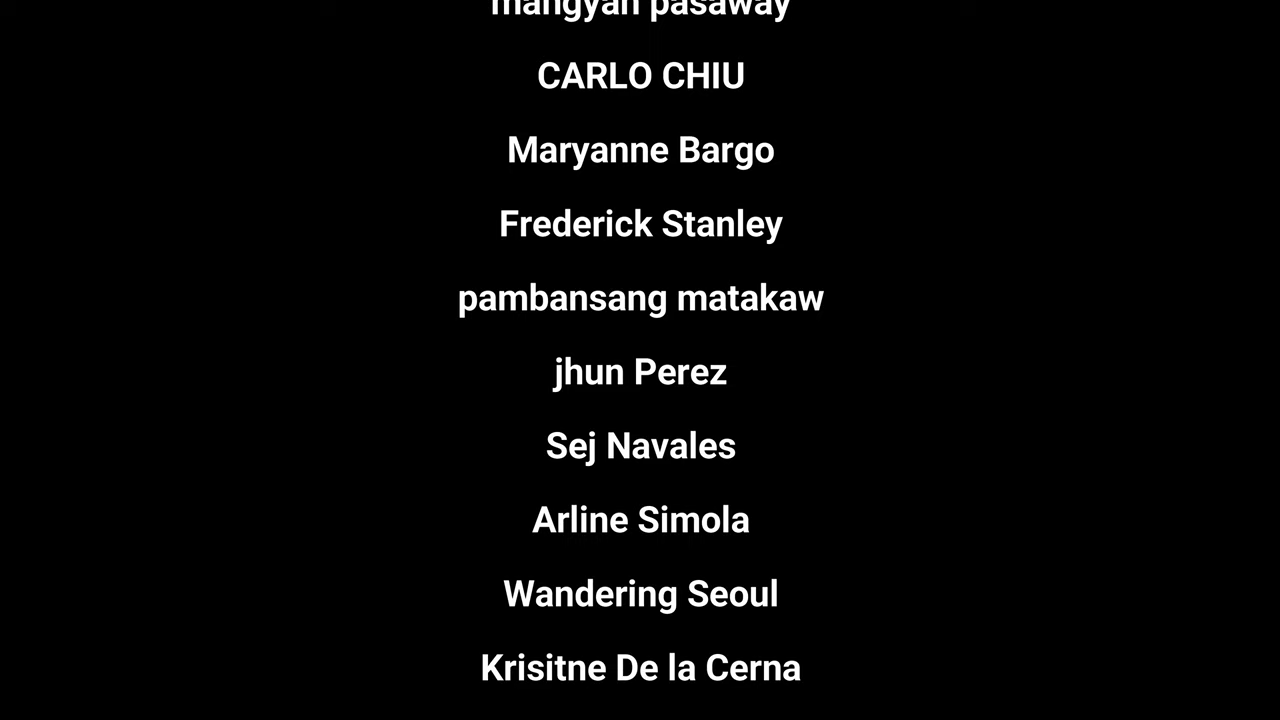 mangyan pasaway
CARLO CHIU
Maryanne Bargo
Frederick Stanley
pambansang matakaw
jhun Perez
Sej Navales
Arline Simola
Wandering Seoul
Krisitne De la Cerna